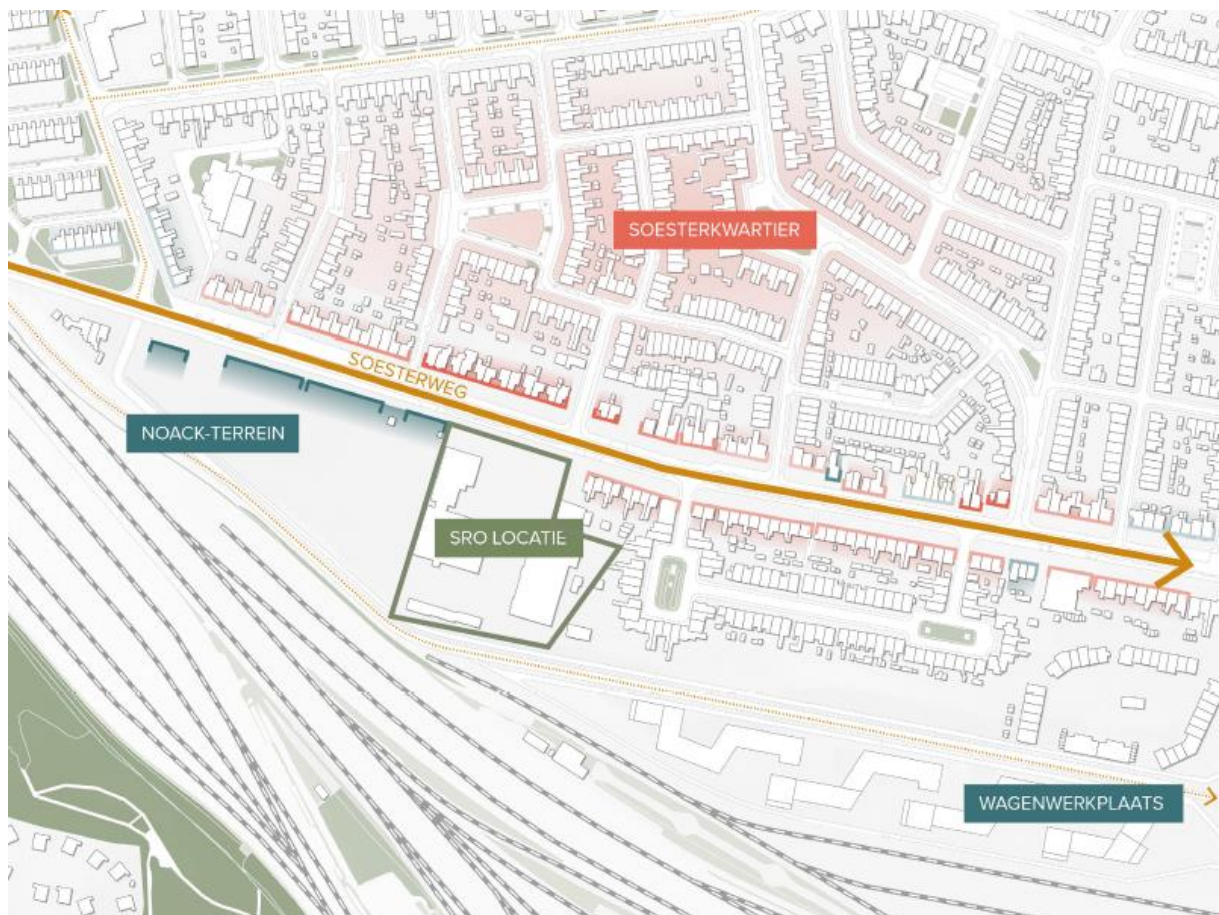 SOESTERKWARTIER
SOESTERWEG
NOACK-TERREIN
SRO LOCATIE
WAGENWERKPLAATS